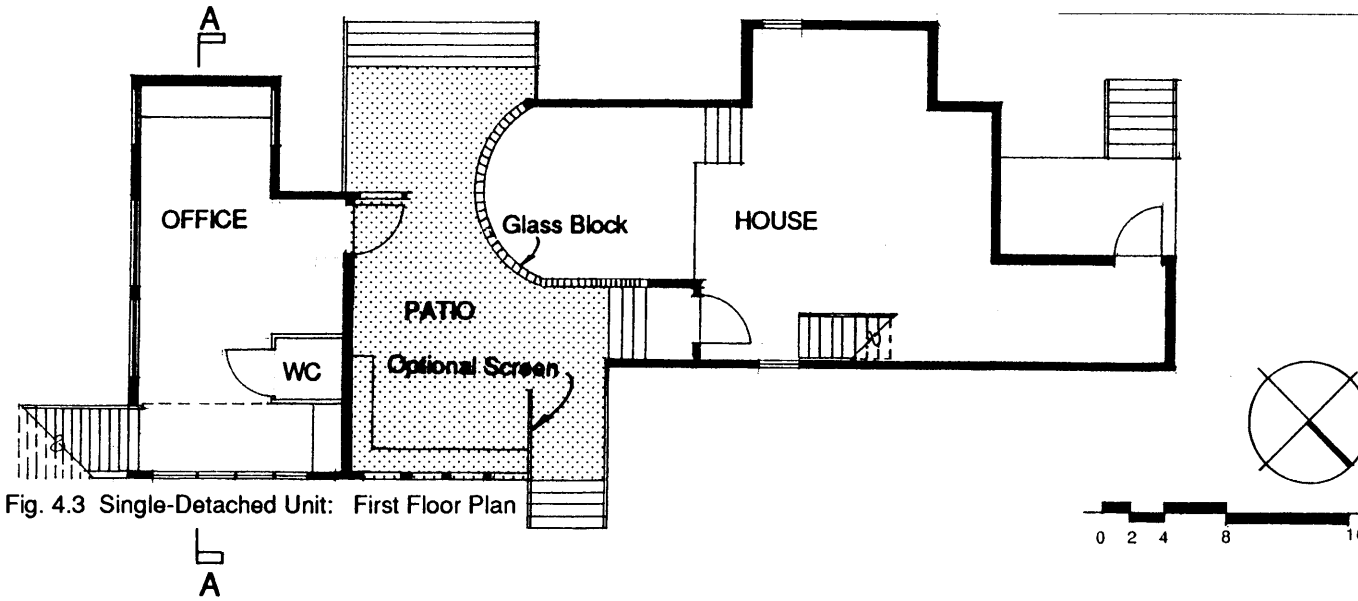 A
OFFICE
Glass Block
HOUSE
PATIO
Optional Screen
WC
Fig. 4.3 Single-Detached Unit: First Floor Plan
0 2 4 8
A